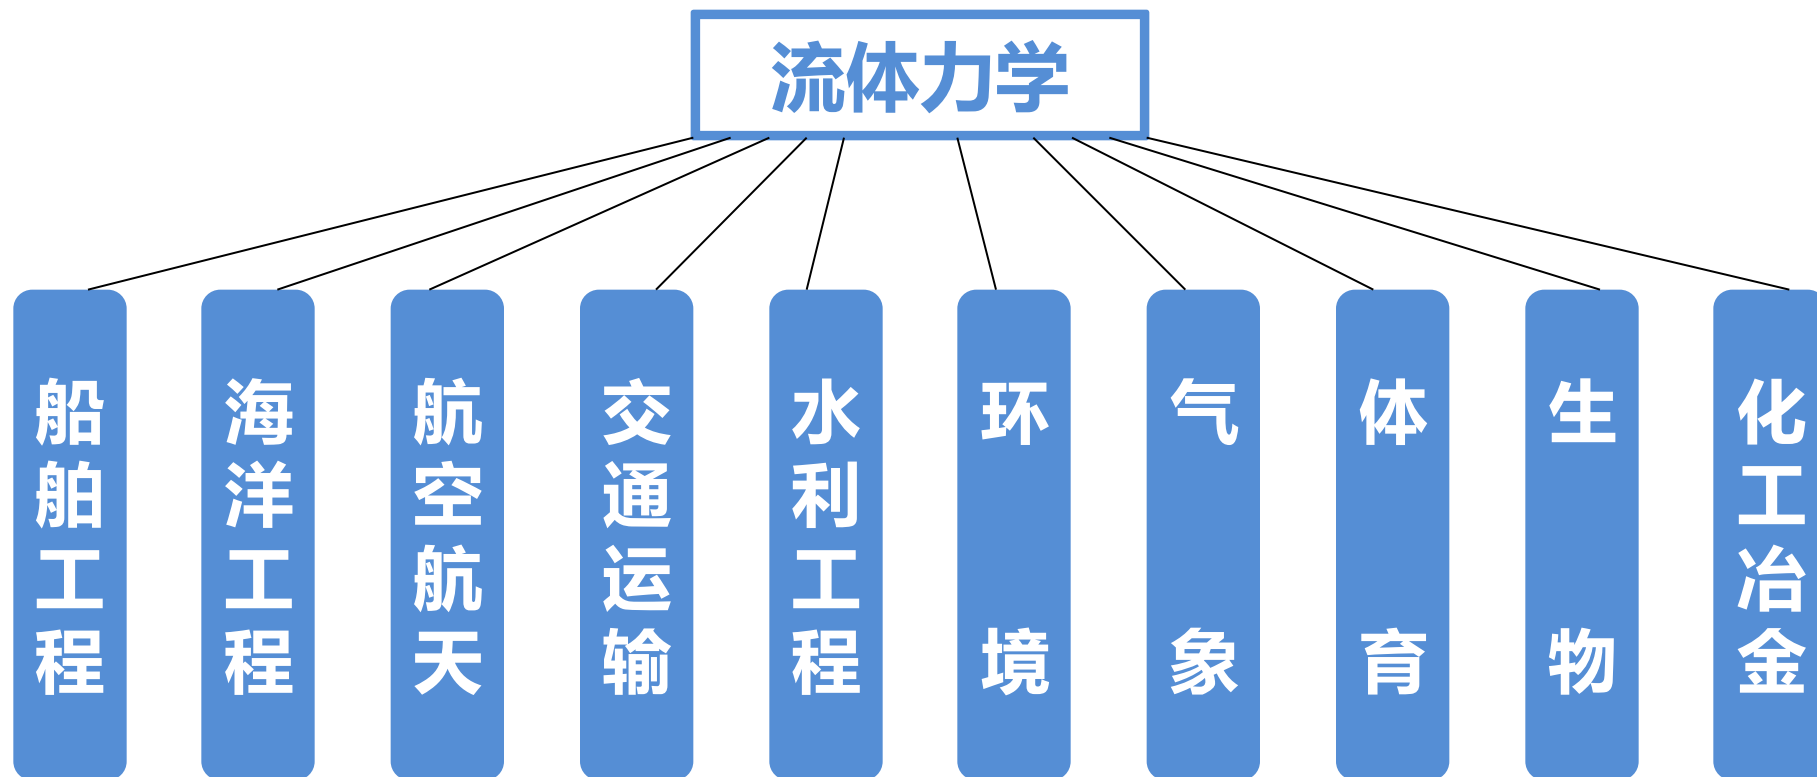 流体力学
船舶工程
海洋工程
航空航天
交通运输
水利工程
环境
气象
体育
生物
化工冶金